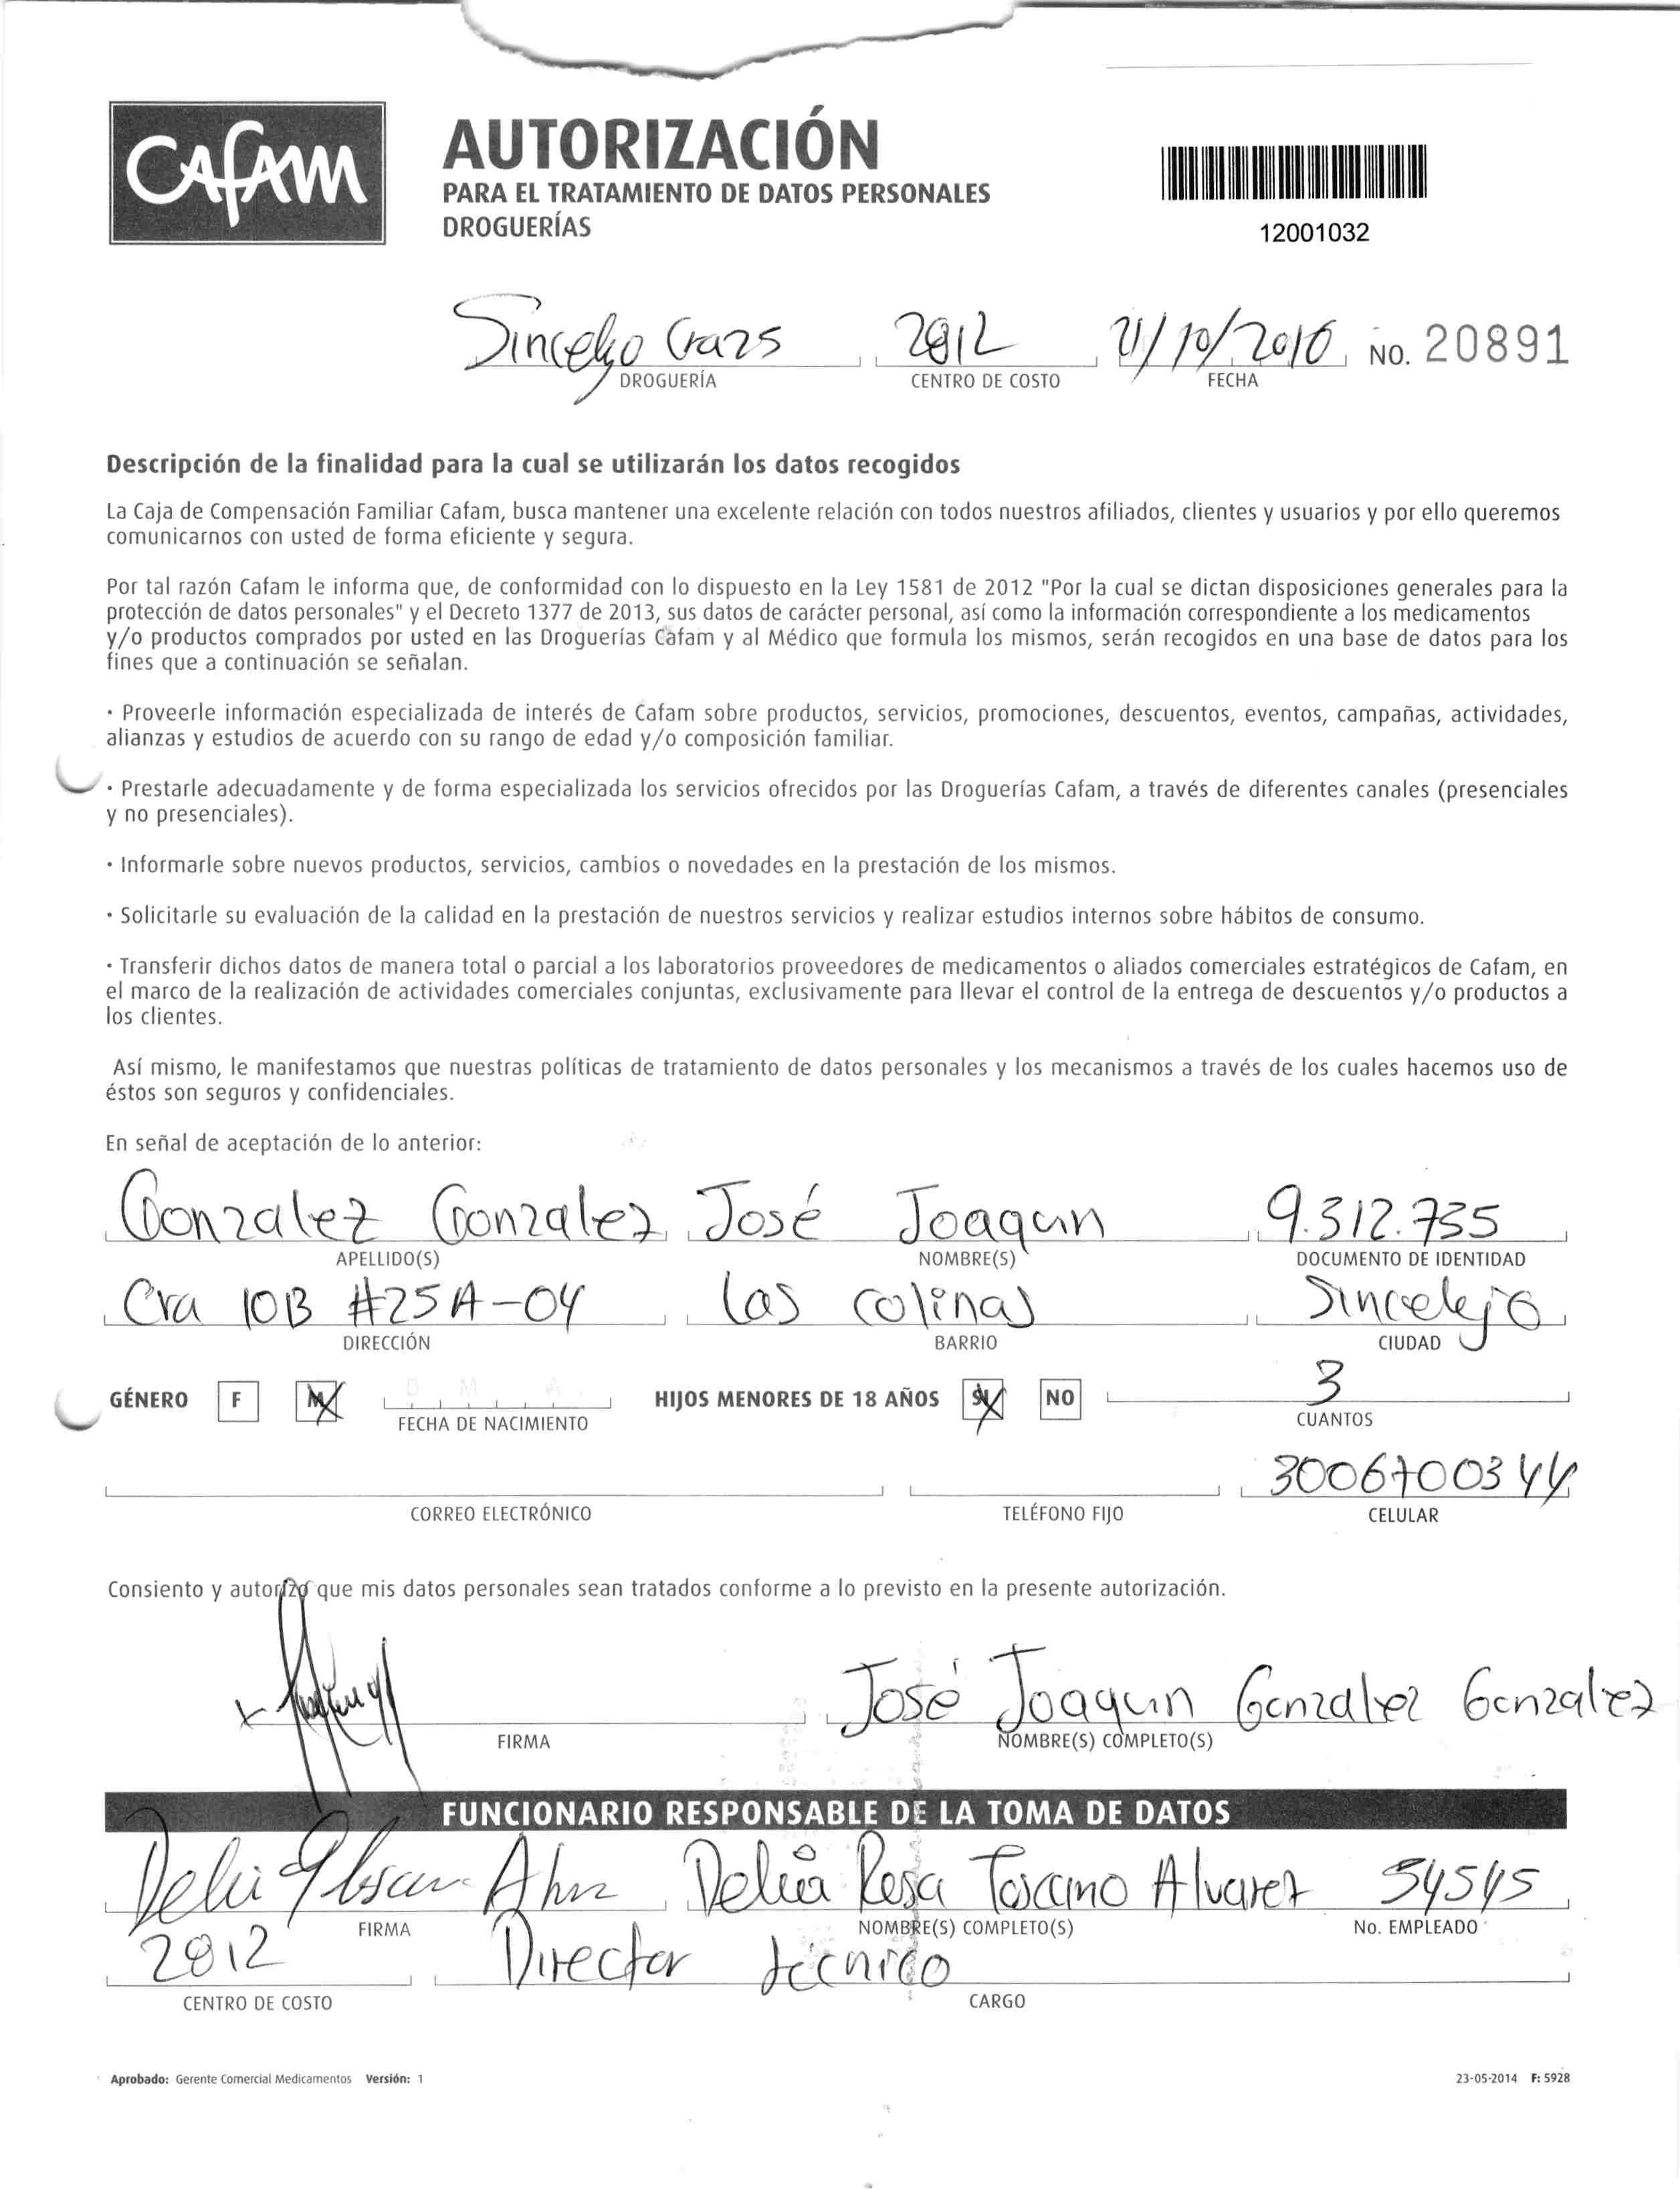 CAFAM
AUTORIZACIÓN
PARA EL TRATAMIENTO DE DATOS PERSONALES
DROGUERÍAS
12001032
Sincelejo Cra25 2012 21/10/2016 No. 20891
DROGUERÍA CENTRO DE COSTO FECHA
Descripción de la finalidad para la cual se utilizarán los datos recogidos
La Caja de Compensación Familiar Cafam, busca mantener una excelente relación con todos nuestros afiliados, clientes y usuarios y por ello queremos
comunicarnos con usted de forma eficiente y segura.
Por tal razón Cafam le informa que, de conformidad con lo dispuesto en la Ley 1581 de 2012 "Por la cual se dictan disposiciones generales para la
protección de datos personales" y el Decreto 1377 de 2013, sus datos de carácter personal, así como la información correspondiente a los medicamentos
y/o productos comprados por usted en las Droguerías Cafam y al Médico que formula los mismos, serán recogidos en una base de datos para los
fines que a continuación se señalan.
· Proveerle información especializada de interés de Cafam sobre productos, servicios, promociones, descuentos, eventos, campañas, actividades,
alianzas y estudios de acuerdo con su rango de edad y/o composición familiar.
· Prestarle adecuadamente y de forma especializada los servicios ofrecidos por las Droguerías Cafam, a través de diferentes canales (presenciales
y no presenciales).
· Informarle sobre nuevos productos, servicios, cambios o novedades en la prestación de los mismos.
· Solicitarle su evaluación de la calidad en la prestación de nuestros servicios y realizar estudios internos sobre hábitos de consumo.
· Transferir dichos datos de manera total o parcial a los laboratorios proveedores de medicamentos o aliados comerciales estratégicos de Cafam, en
el marco de la realización de actividades comerciales conjuntas, exclusivamente para llevar el control de la entrega de descuentos y/o productos a
los clientes.
Así mismo, le manifestamos que nuestras políticas de tratamiento de datos personales y los mecanismos a través de los cuales hacemos uso de
éstos son seguros y confidenciales.
En señal de aceptación de lo anterior:
Gonzalez Gonzalez José Joaquin 9.312.735
APELLIDO(S) NOMBRE(S) DOCUMENTO DE IDENTIDAD
Cra 10B #25A-04 Las colinas Sincelejo
DIRECCIÓN BARRIO CIUDAD
GÉNERO F M D M A HIJOS MENORES DE 18 AÑOS SI NO 3
FECHA DE NACIMIENTO CUANTOS
3006700344
CORREO ELECTRÓNICO TELÉFONO FIJO CELULAR
Consiento y autorizo que mis datos personales sean tratados conforme a lo previsto en la presente autorización.
José Joaquin Gonzalez Gonzalez
FIRMA NOMBRE(S) COMPLETO(S)
FUNCIONARIO RESPONSABLE DE LA TOMA DE DATOS
Delia Rosa Toscano Alvarez 54545
FIRMA NOMBRE(S) COMPLETO(S) No. EMPLEADO
2012 Director técnico
CENTRO DE COSTO CARGO
Aprobado: Gerente Comercial Medicamentos Versión: 1 23-05-2014 F: 5928